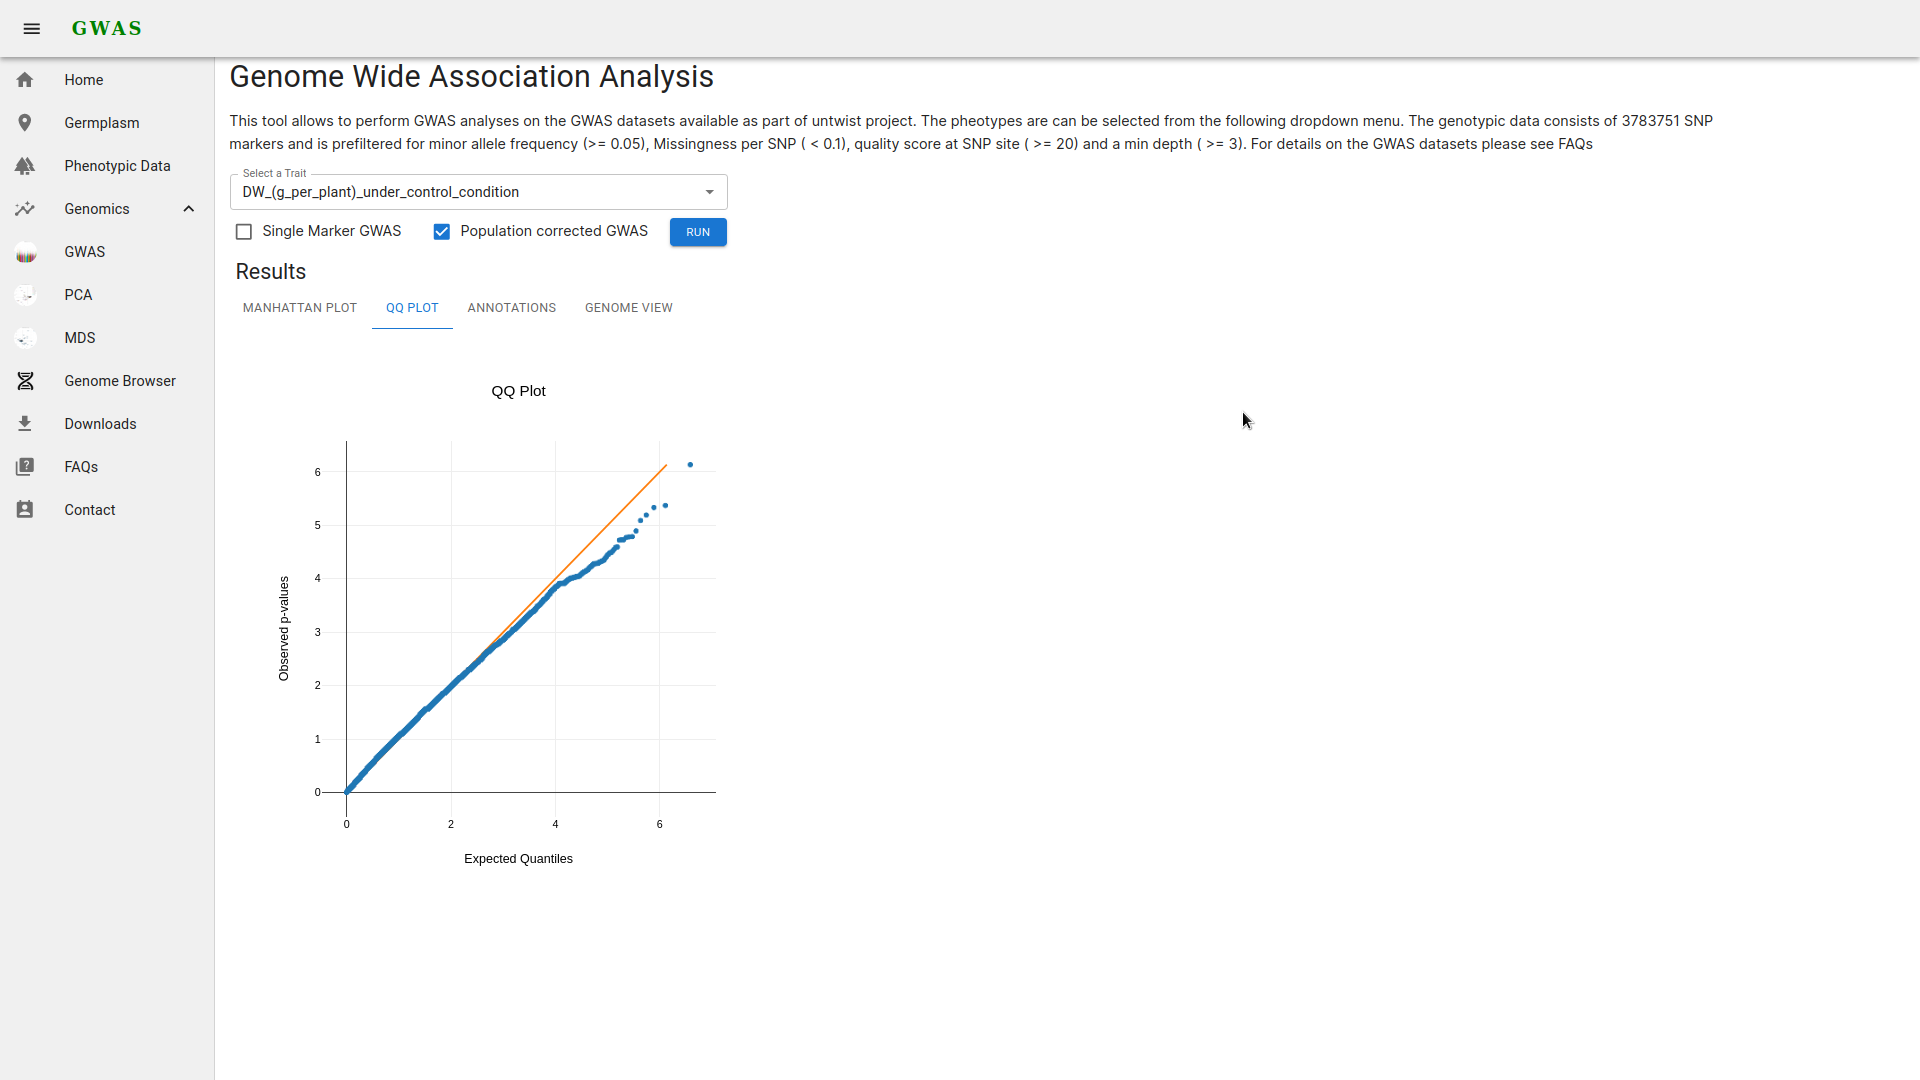 GWAS
Home
Germplasm
Phenotypic Data
Genomics
GWAS
PCA
MDS
Genome Browser
Downloads
FAQs
Contact
Genome Wide Association Analysis
This tool allows to perform GWAS analyses on the GWAS datasets available as part of untwist project. The pheotypes are can be selected from the following dropdown menu. The genotypic data consists of 3783751 SNP
markers and is prefiltered for minor allele frequency (>= 0.05), Missingness per SNP ( < 0.1), quality score at SNP site ( >= 20) and a min depth ( >= 3). For details on the GWAS datasets please see FAQs
Select a Trait
DW_(g_per_plant)_under_control_condition
Single Marker GWAS Population corrected GWAS RUN
Results
MANHATTAN PLOT QQ PLOT ANNOTATIONS GENOME VIEW
QQ Plot
6
5
4
3
2
1
0
Observed p-values
0 2 4 6
Expected Quantiles